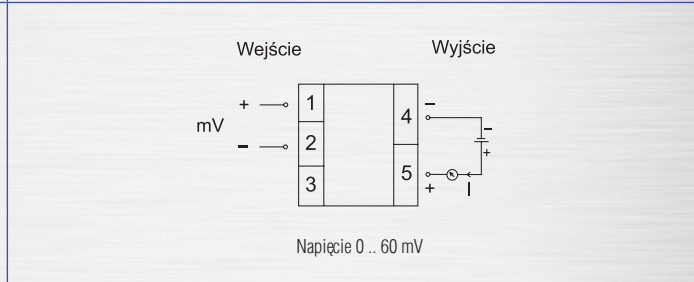 Wejście Wyjście
+ 1 4 −
mV 2 −
− 3 5 +
+ I
Napięcie 0 .. 60 mV